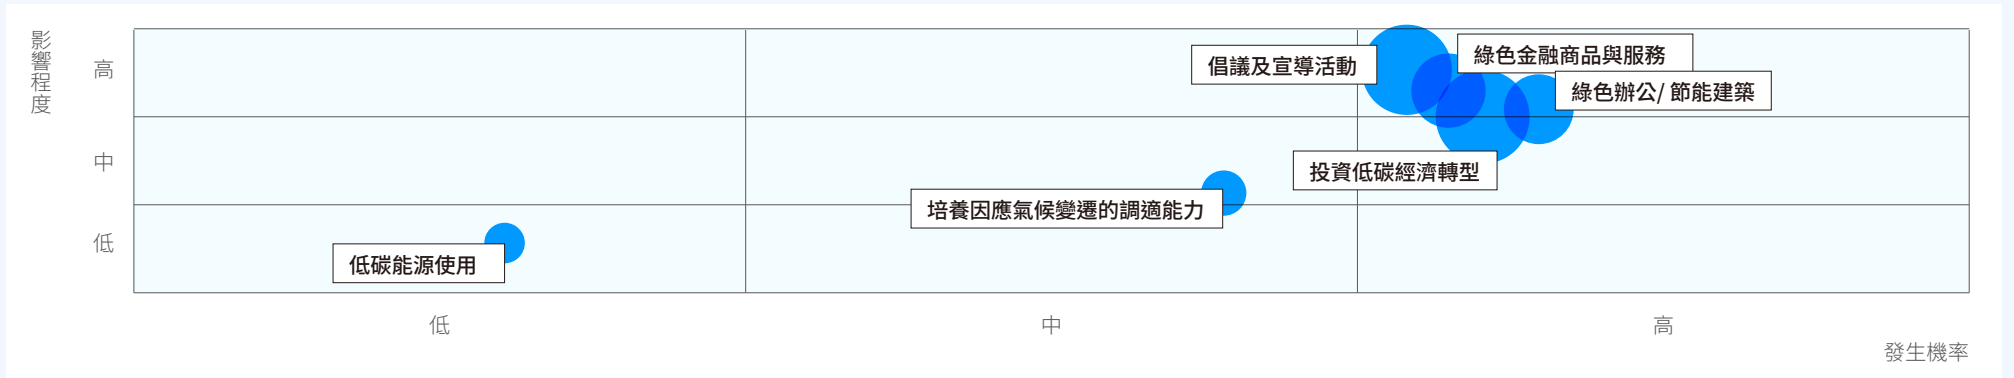 影響程度
高
中
低
倡議及宣導活動
綠色金融商品與服務
綠色辦公/ 節能建築
投資低碳經濟轉型
培養因應氣候變遷的調適能力
低碳能源使用
低
中
高
發生機率